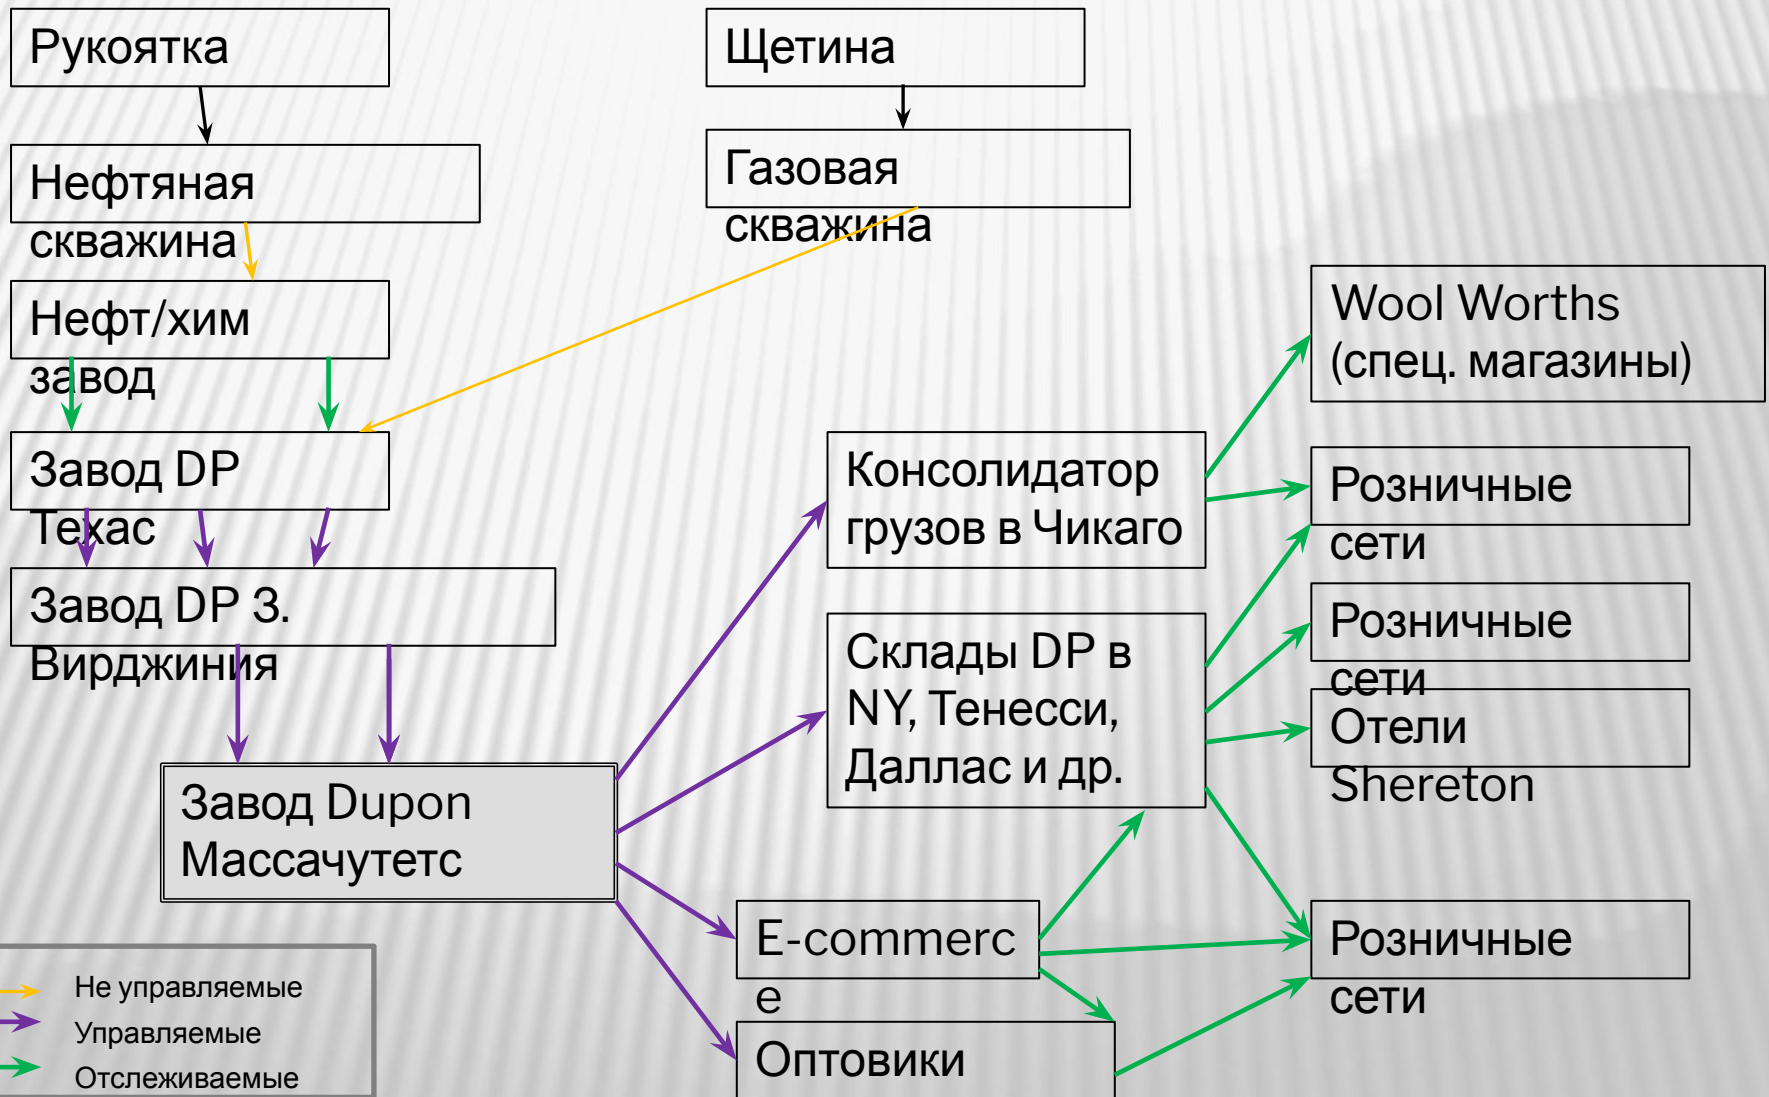 Рукоятка
Щетина
Нефтяная
скважина
Газовая
скважина
Нефт/хим
завод
Wool Worths
(спец. магазины)
Завод DP
Техас
Консолидатор
грузов в Чикаго
Розничные
сети
Завод DP З.
Вирджиния
Склады DP в
NY, Тенесси,
Даллас и др.
Розничные
сети
Отели
Shereton
Завод Dupon
Массачутетс
E-commerc
e
Розничные
сети
Оптовики
Не управляемые
Управляемые
Отслеживаемые